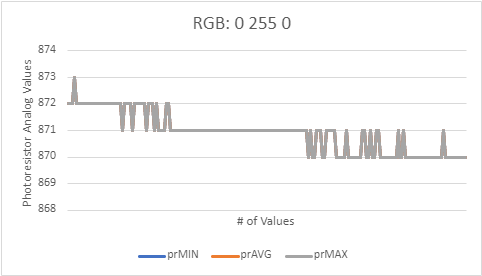 RGB: 0 255 0
Photoresistor Analog Values
874
873
872
871
870
869
868
# of Values
prMIN prAVG prMAX